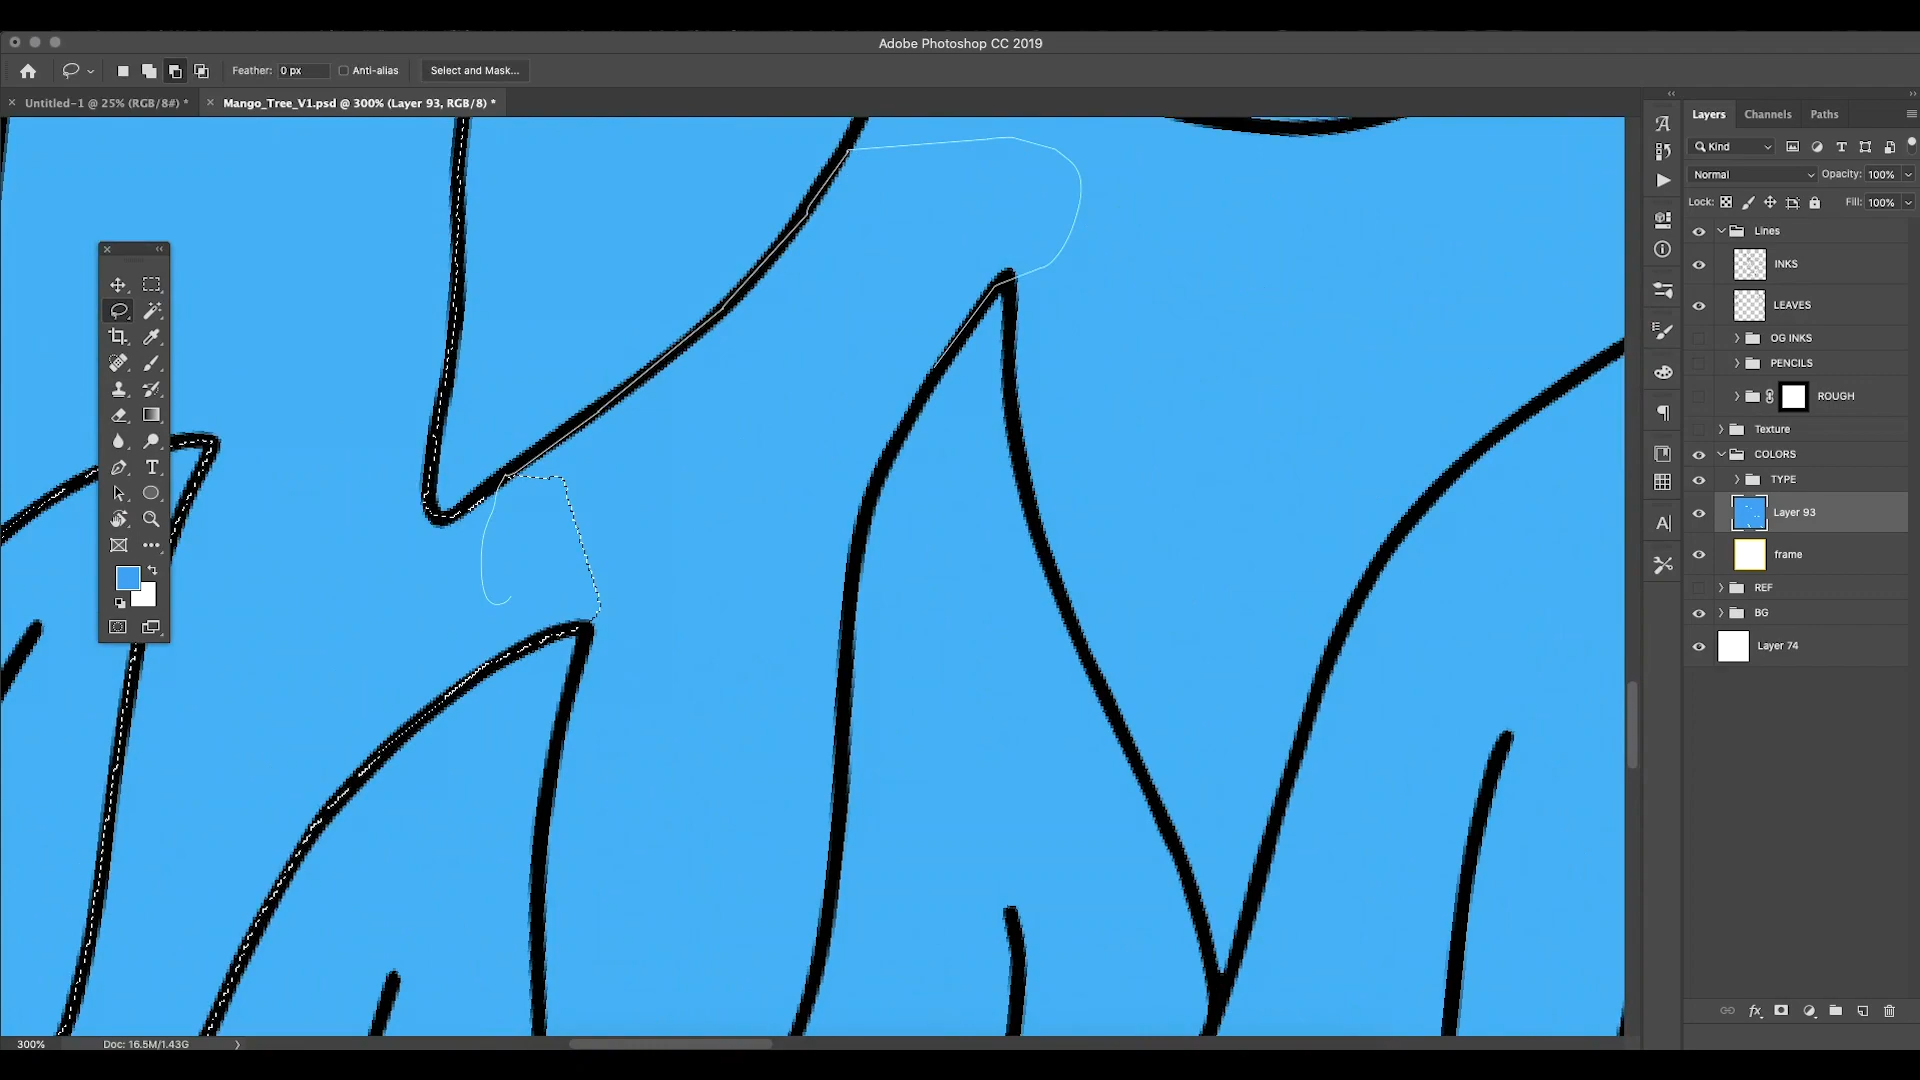 Adobe Photoshop CC 2019
Feather: 0 px Anti-alias Select and Mask...
Untitled-1 @ 25% (RGB/8#) * Mango_Tree_V1.psd @ 300% (Layer 93, RGB/8) *
Layers Channels Paths
Kind
Normal Opacity: 100%
Lock: Fill: 100%
Lines
INKS
LEAVES
OG INKS
PENCILS
ROUGH
Texture
COLORS
TYPE
Layer 93
frame
REF
BG
Layer 74
300% Doc: 16.5M/1.43G